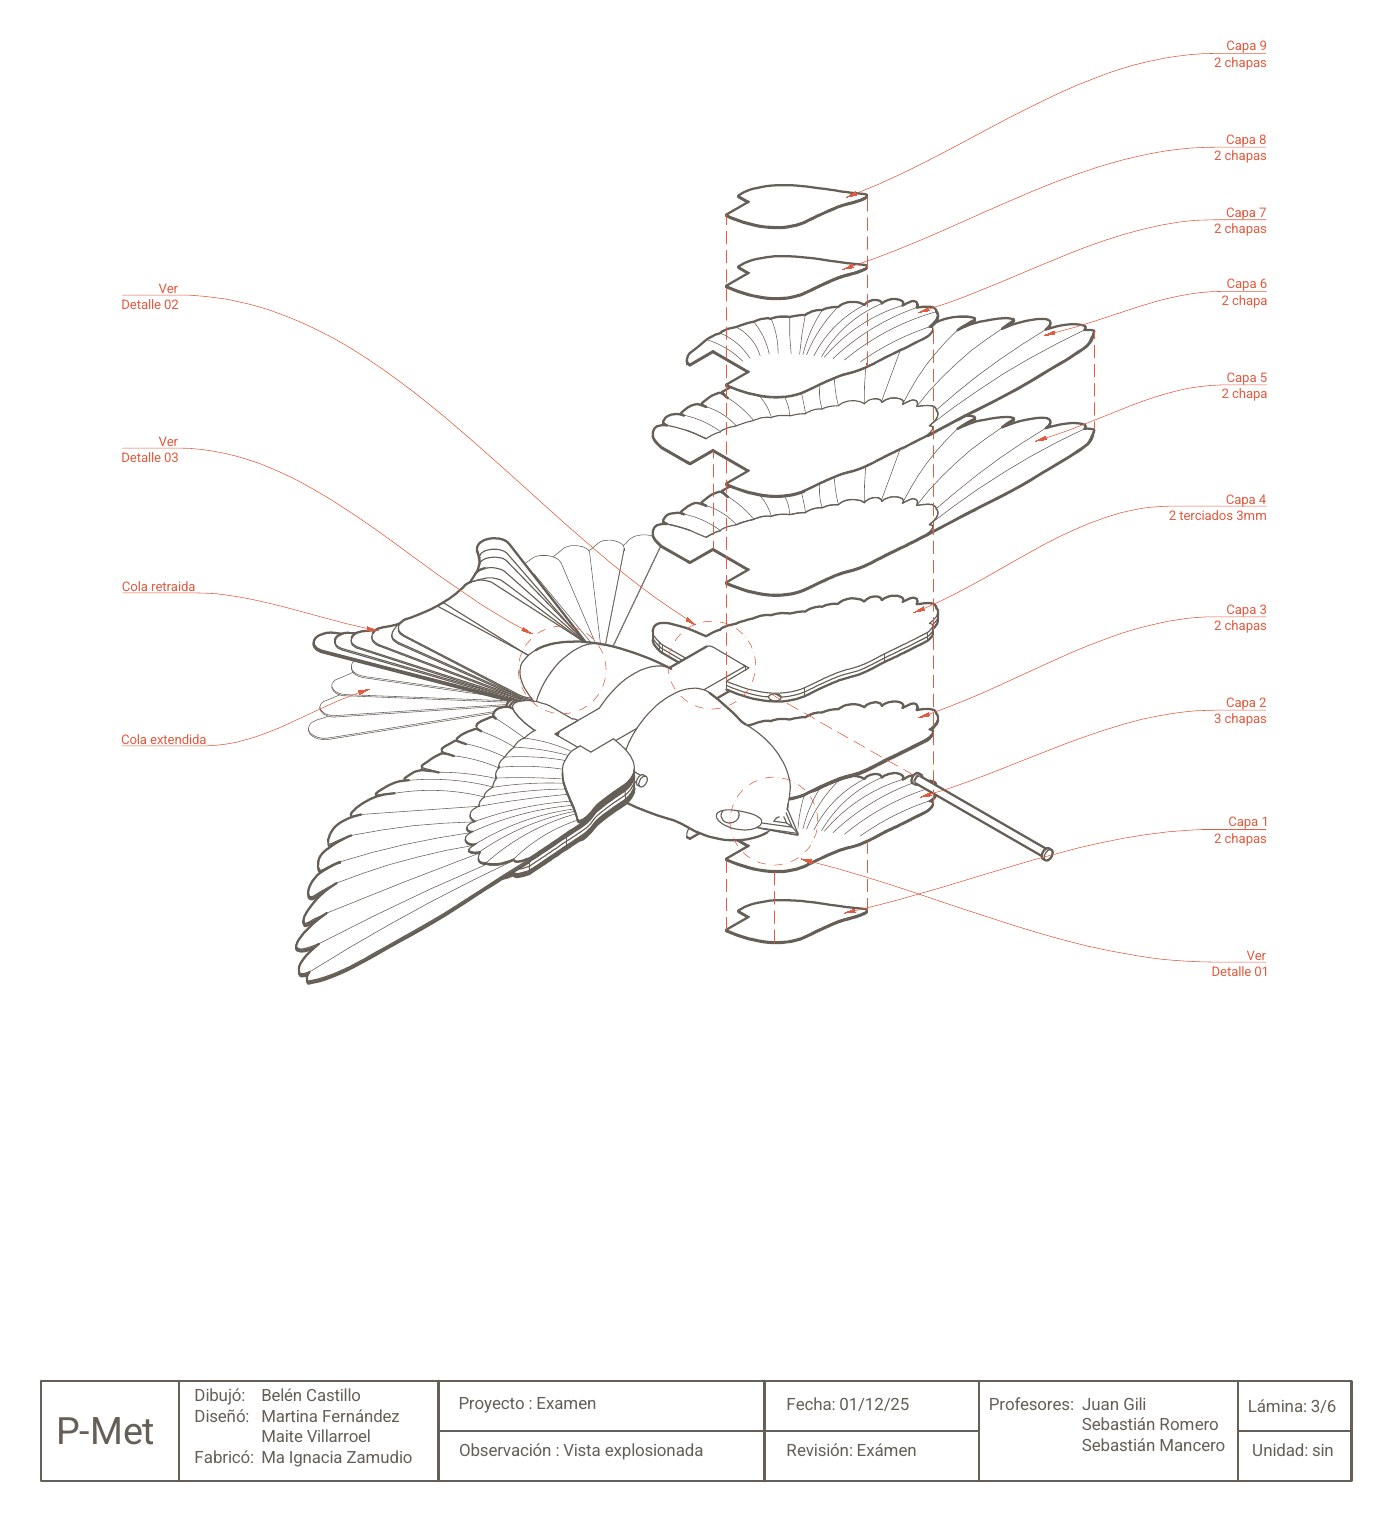 Capa 9
2 chapas
Capa 8
2 chapas
Capa 7
2 chapas
Capa 6
2 chapa
Capa 5
2 chapa
Capa 4
2 terciados 3mm
Capa 3
2 chapas
Capa 2
3 chapas
Capa 1
2 chapas
Ver
Detalle 01
Ver
Detalle 02
Ver
Detalle 03
Cola retraida
Cola extendida
P-Met
Dibujó: Belén Castillo
Diseñó: Martina Fernández
Maite Villarroel
Fabricó: Ma Ignacia Zamudio
Proyecto : Examen
Observación : Vista explosionada
Fecha: 01/12/25
Revisión: Exámen
Profesores: Juan Gili
Sebastián Romero
Sebastián Mancero
Lámina: 3/6
Unidad: sin